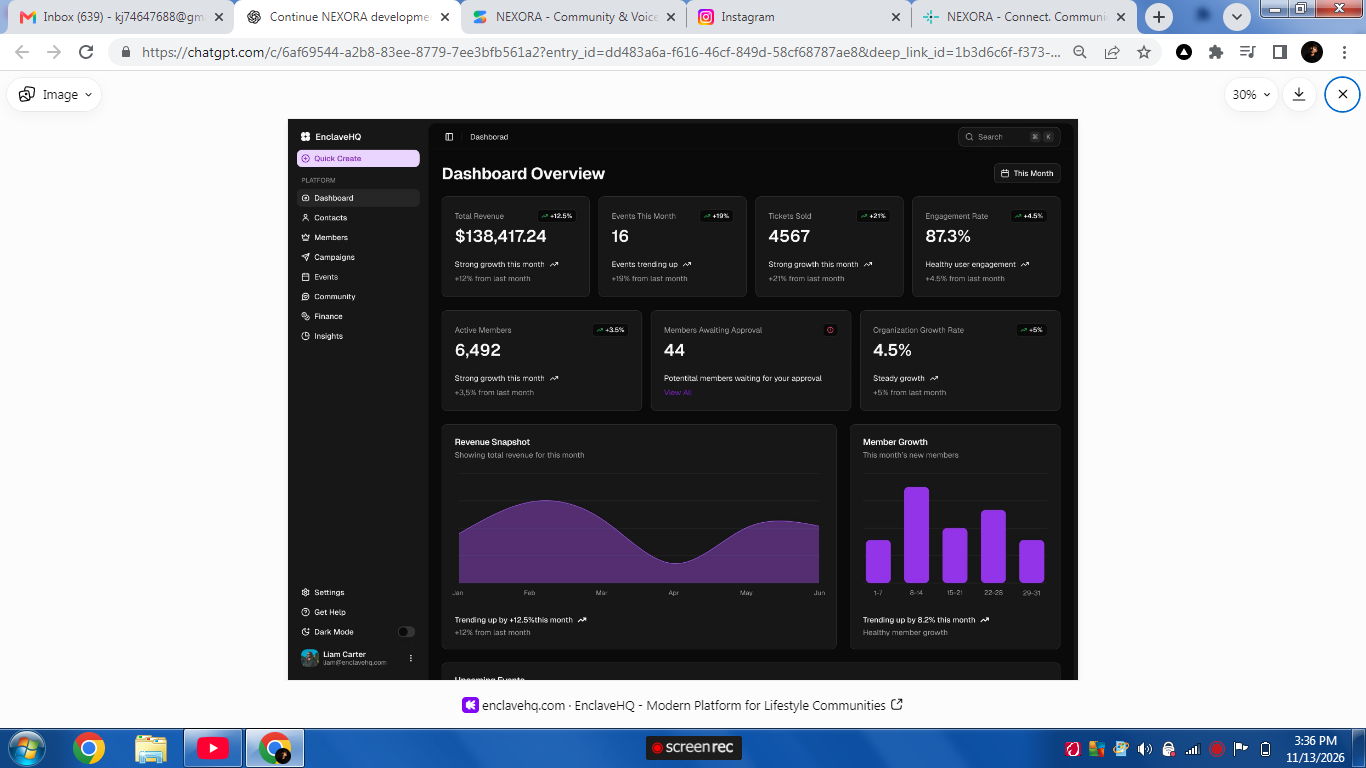 Inbox (639) - kj74647688@gm
Continue NEXORA developme
NEXORA - Community & Voice
Instagram
NEXORA - Connect. Communi
https://chatgpt.com/c/6af69544-a2b8-83ee-8779-7ee3bfb561a2?entry_id=dd483a6a-f616-46cf-849d-58cf68787ae8&deep_link_id=1b3d6c6f-f373-...
Image
30%
EnclaveHQ
Quick Create
PLATFORM
Dashboard
Contacts
Members
Campaigns
Events
Community
Finance
Insights
Settings
Get Help
Dark Mode
Liam Carter
liam@enclavehq.com
Dashborad
Search
⌘ K
Dashboard Overview
This Month
Total Revenue
+12.5%
$138,417.24
Strong growth this month
+12% from last month
Events This Month
+19%
16
Events trending up
+19% from last month
Tickets Sold
+21%
4567
Strong growth this month
+21% from last month
Engagement Rate
+4.5%
87.3%
Healthy user engagement
+4.5% from last month
Active Members
+3.5%
6,492
Strong growth this month
+3,5% from last month
Members Awaiting Approval
44
Potentital members waiting for your approval
View All
Organization Growth Rate
+5%
4.5%
Steady growth
+5% from last month
Revenue Snapshot
Showing total revenue for this month
Jan Feb Mar Apr May Jun
Trending up by +12.5%this month
+12% from last month
Member Growth
This month's new members
1-7 8-14 15-21 22-28 29-31
Trending up by 8.2% this month
Healthy member growth
Upcoming Events
enclavehq.com · EnclaveHQ - Modern Platform for Lifestyle Communities
screenrec
3:36 PM
11/13/2026